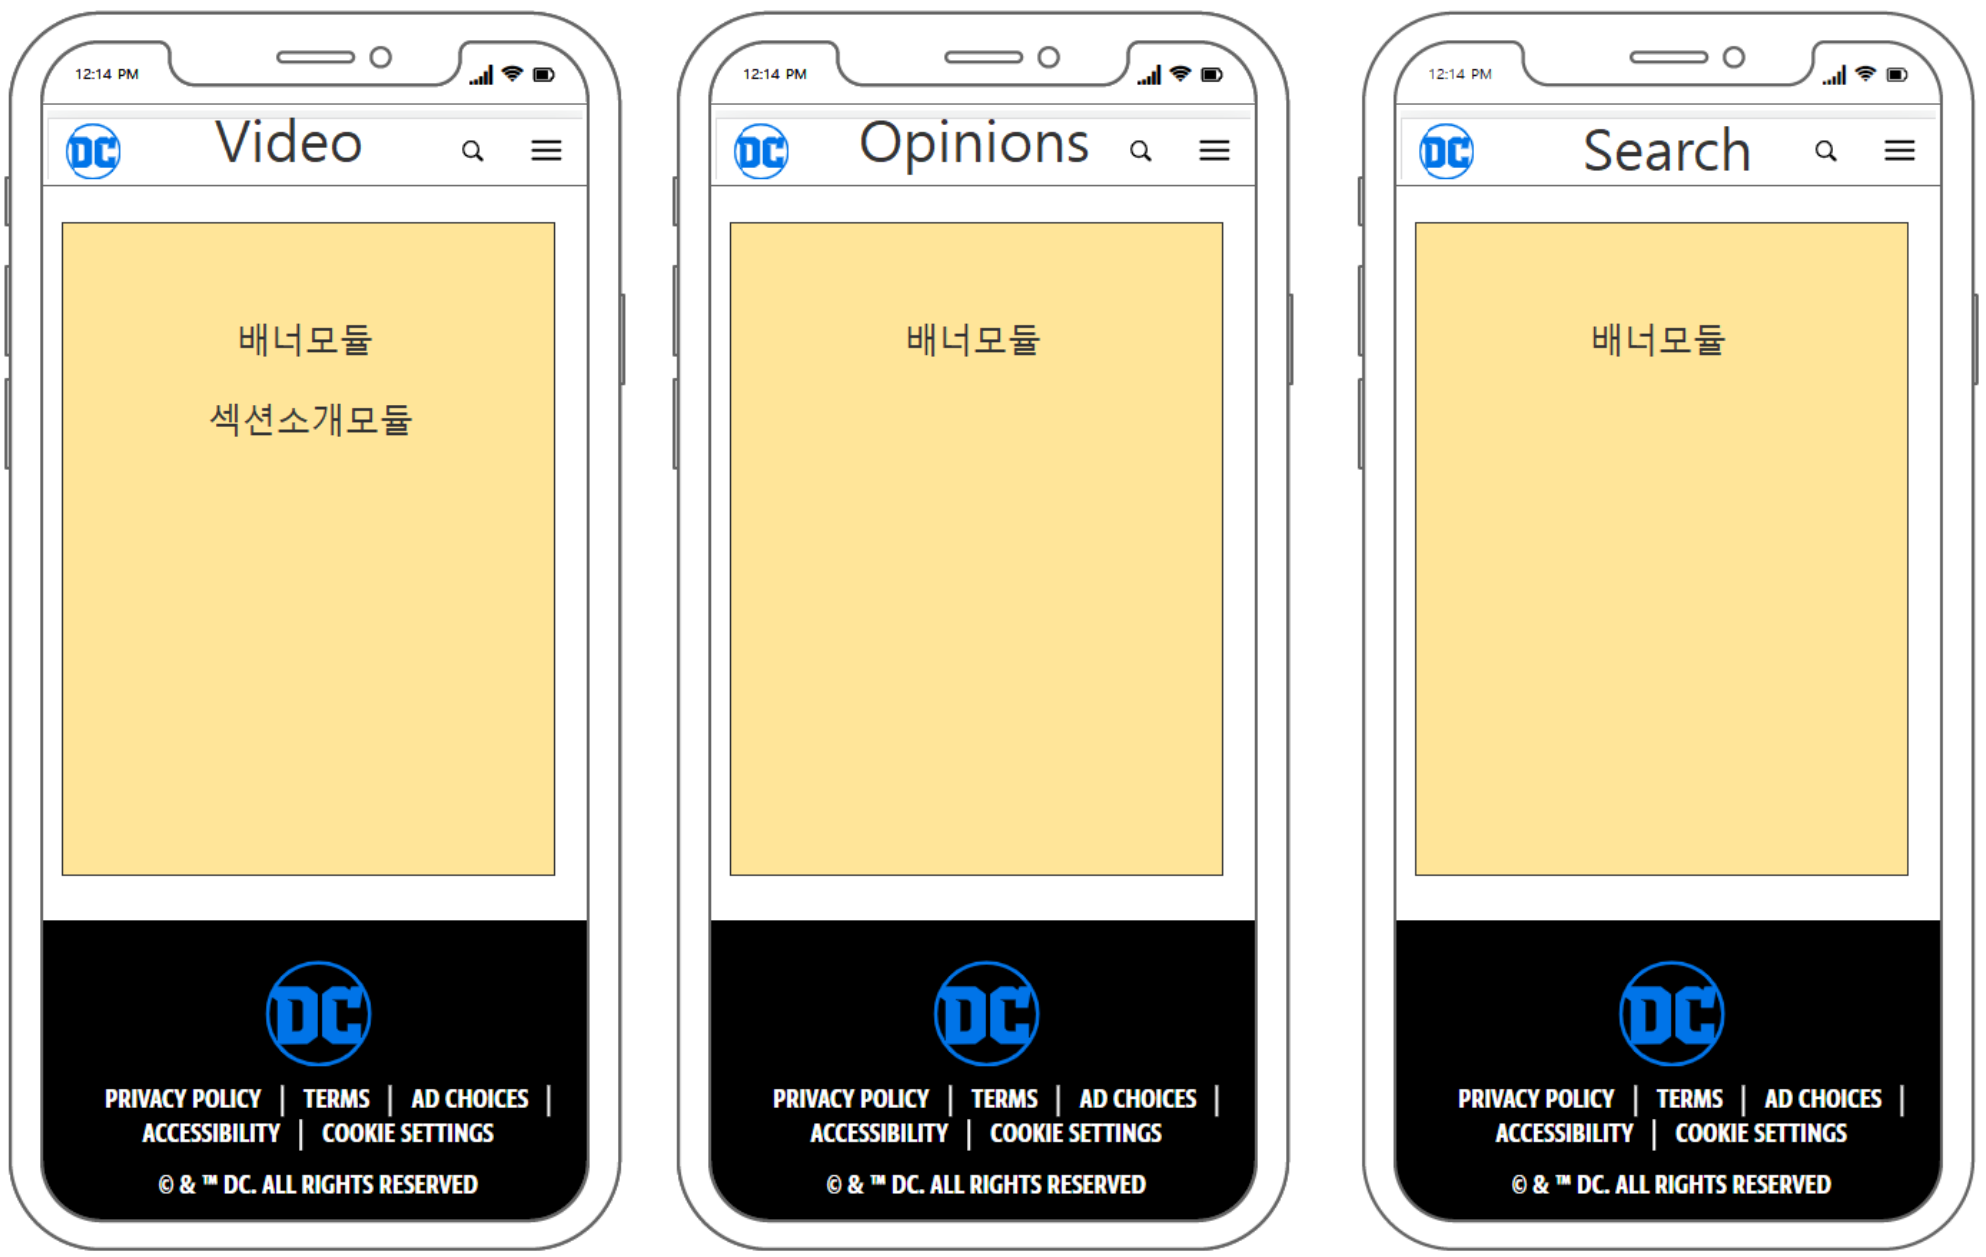 12:14 PM
DC
Video
배너모듈
섹션소개모듈
DC
PRIVACY POLICY | TERMS | AD CHOICES |
ACCESSIBILITY | COOKIE SETTINGS
© & ™ DC. ALL RIGHTS RESERVED
12:14 PM
DC
Opinions
배너모듈
DC
PRIVACY POLICY | TERMS | AD CHOICES |
ACCESSIBILITY | COOKIE SETTINGS
© & ™ DC. ALL RIGHTS RESERVED
12:14 PM
DC
Search
배너모듈
DC
PRIVACY POLICY | TERMS | AD CHOICES |
ACCESSIBILITY | COOKIE SETTINGS
© & ™ DC. ALL RIGHTS RESERVED